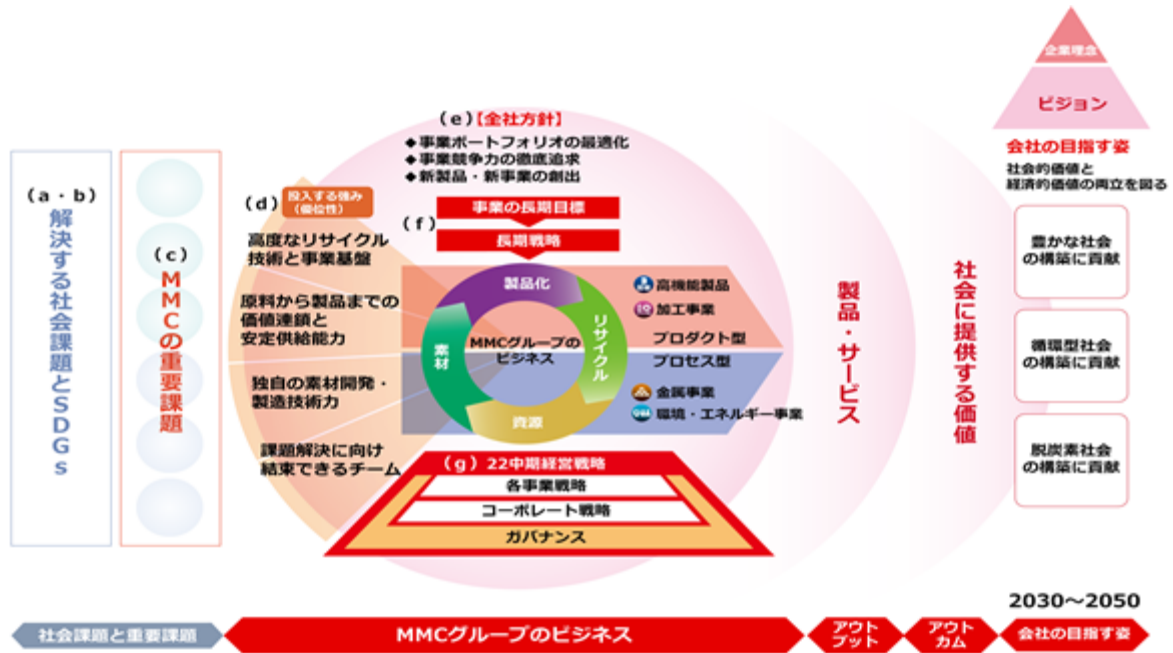 (a・b)
解決する社会課題とSDGs
(c)
MMCの重要課題
(d)
投入する強み
(優位性)
高度なリサイクル
技術と事業基盤
原料から製品までの
価値連鎖と
安定供給能力
独自の素材開発・
製造技術力
課題解決に向け
結束できるチーム
(e)【全社方針】
◆事業ポートフォリオの最適化
◆事業競争力の徹底追求
◆新製品・新事業の創出
(f)
事業の長期目標
長期戦略
製品化
リサイクル
資源
素材
MMCグループの
ビジネス
高機能製品
加工事業
プロダクト型
プロセス型
金属事業
環境・エネルギー事業
(g)22中期経営戦略
各事業戦略
コーポレート戦略
ガバナンス
製品・サービス
社会に提供する価値
企業理念
ビジョン
会社の目指す姿
社会的価値と
経済的価値の両立を図る
豊かな社会
の構築に貢献
循環型社会
の構築に貢献
脱炭素社会
の構築に貢献
2030～2050
社会課題と重要課題
MMCグループのビジネス
アウト
プット
アウト
カム
会社の目指す姿